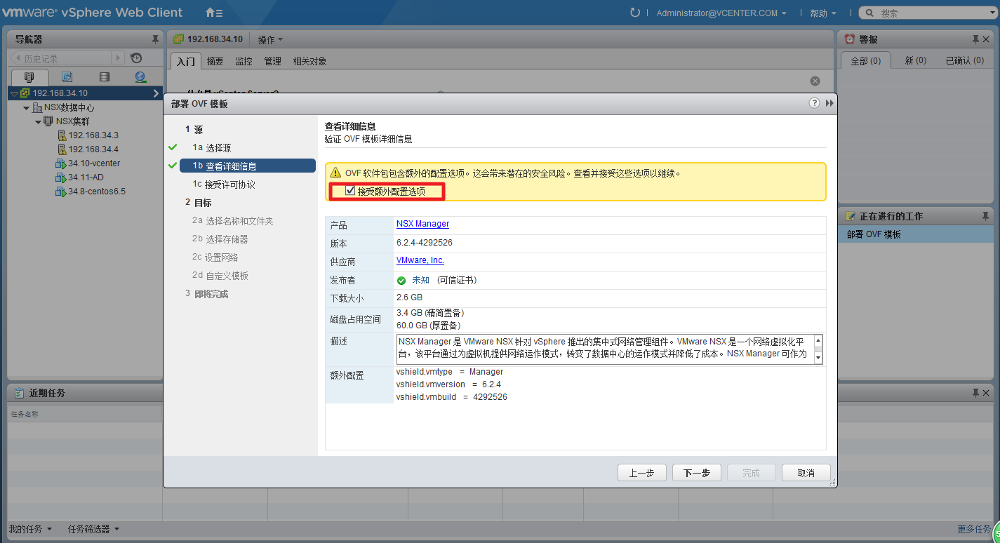 vmware® vSphere Web Client
Administrator@VCENTER.COM
帮助
搜索
导航器
历史记录
192.168.34.10
NSX数据中心
NSX集群
192.168.34.3
192.168.34.4
34.10-vcenter
34.11-AD
34.8-centos6.5
192.168.34.10
操作
入门
摘要
监控
管理
相关对象
警报
全部 (0)
新 (0)
已确认 (0)
正在进行的工作
部署 OVF 模板
部署 OVF 模板
1 源
1a 选择源
1b 查看详细信息
1c 接受许可协议
2 目标
2a 选择名称和文件夹
2b 选择存储器
2c 设置网络
2d 自定义模板
3 即将完成
查看详细信息
验证 OVF 模板详细信息
OVF 软件包包含额外的配置选项。这会带来潜在的安全风险。查看并接受这些选项以继续。
接受额外配置选项
产品 NSX Manager
版本 6.2.4-4292526
供应商 VMware, Inc.
发布者 未知 (可信证书)
下载大小 2.6 GB
磁盘占用空间 3.4 GB (精简置备)
60.0 GB (厚置备)
描述 NSX Manager 是 VMware NSX 针对 vSphere 推出的集中式网络管理组件。VMware NSX 是一个网络虚拟化平
台，该平台通过为虚拟机提供网络运作模式，转变了数据中心的运作模式并降低了成本。NSX Manager 可作为
额外配置 vshield.vmtype = Manager
vshield.vmversion = 6.2.4
vshield.vmbuild = 4292526
上一步
下一步
完成
取消
近期任务
任务名称
我的任务
任务筛选器
更多任务